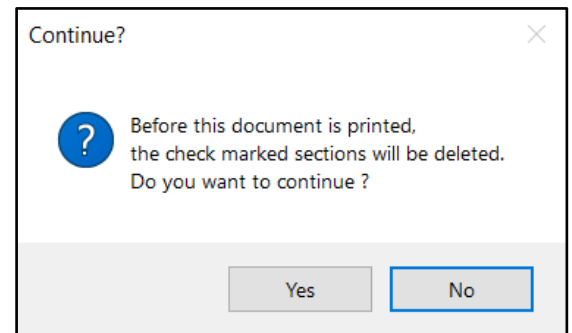 Continue?
Before this document is printed,
the check marked sections will be deleted.
Do you want to continue ?
Yes
No